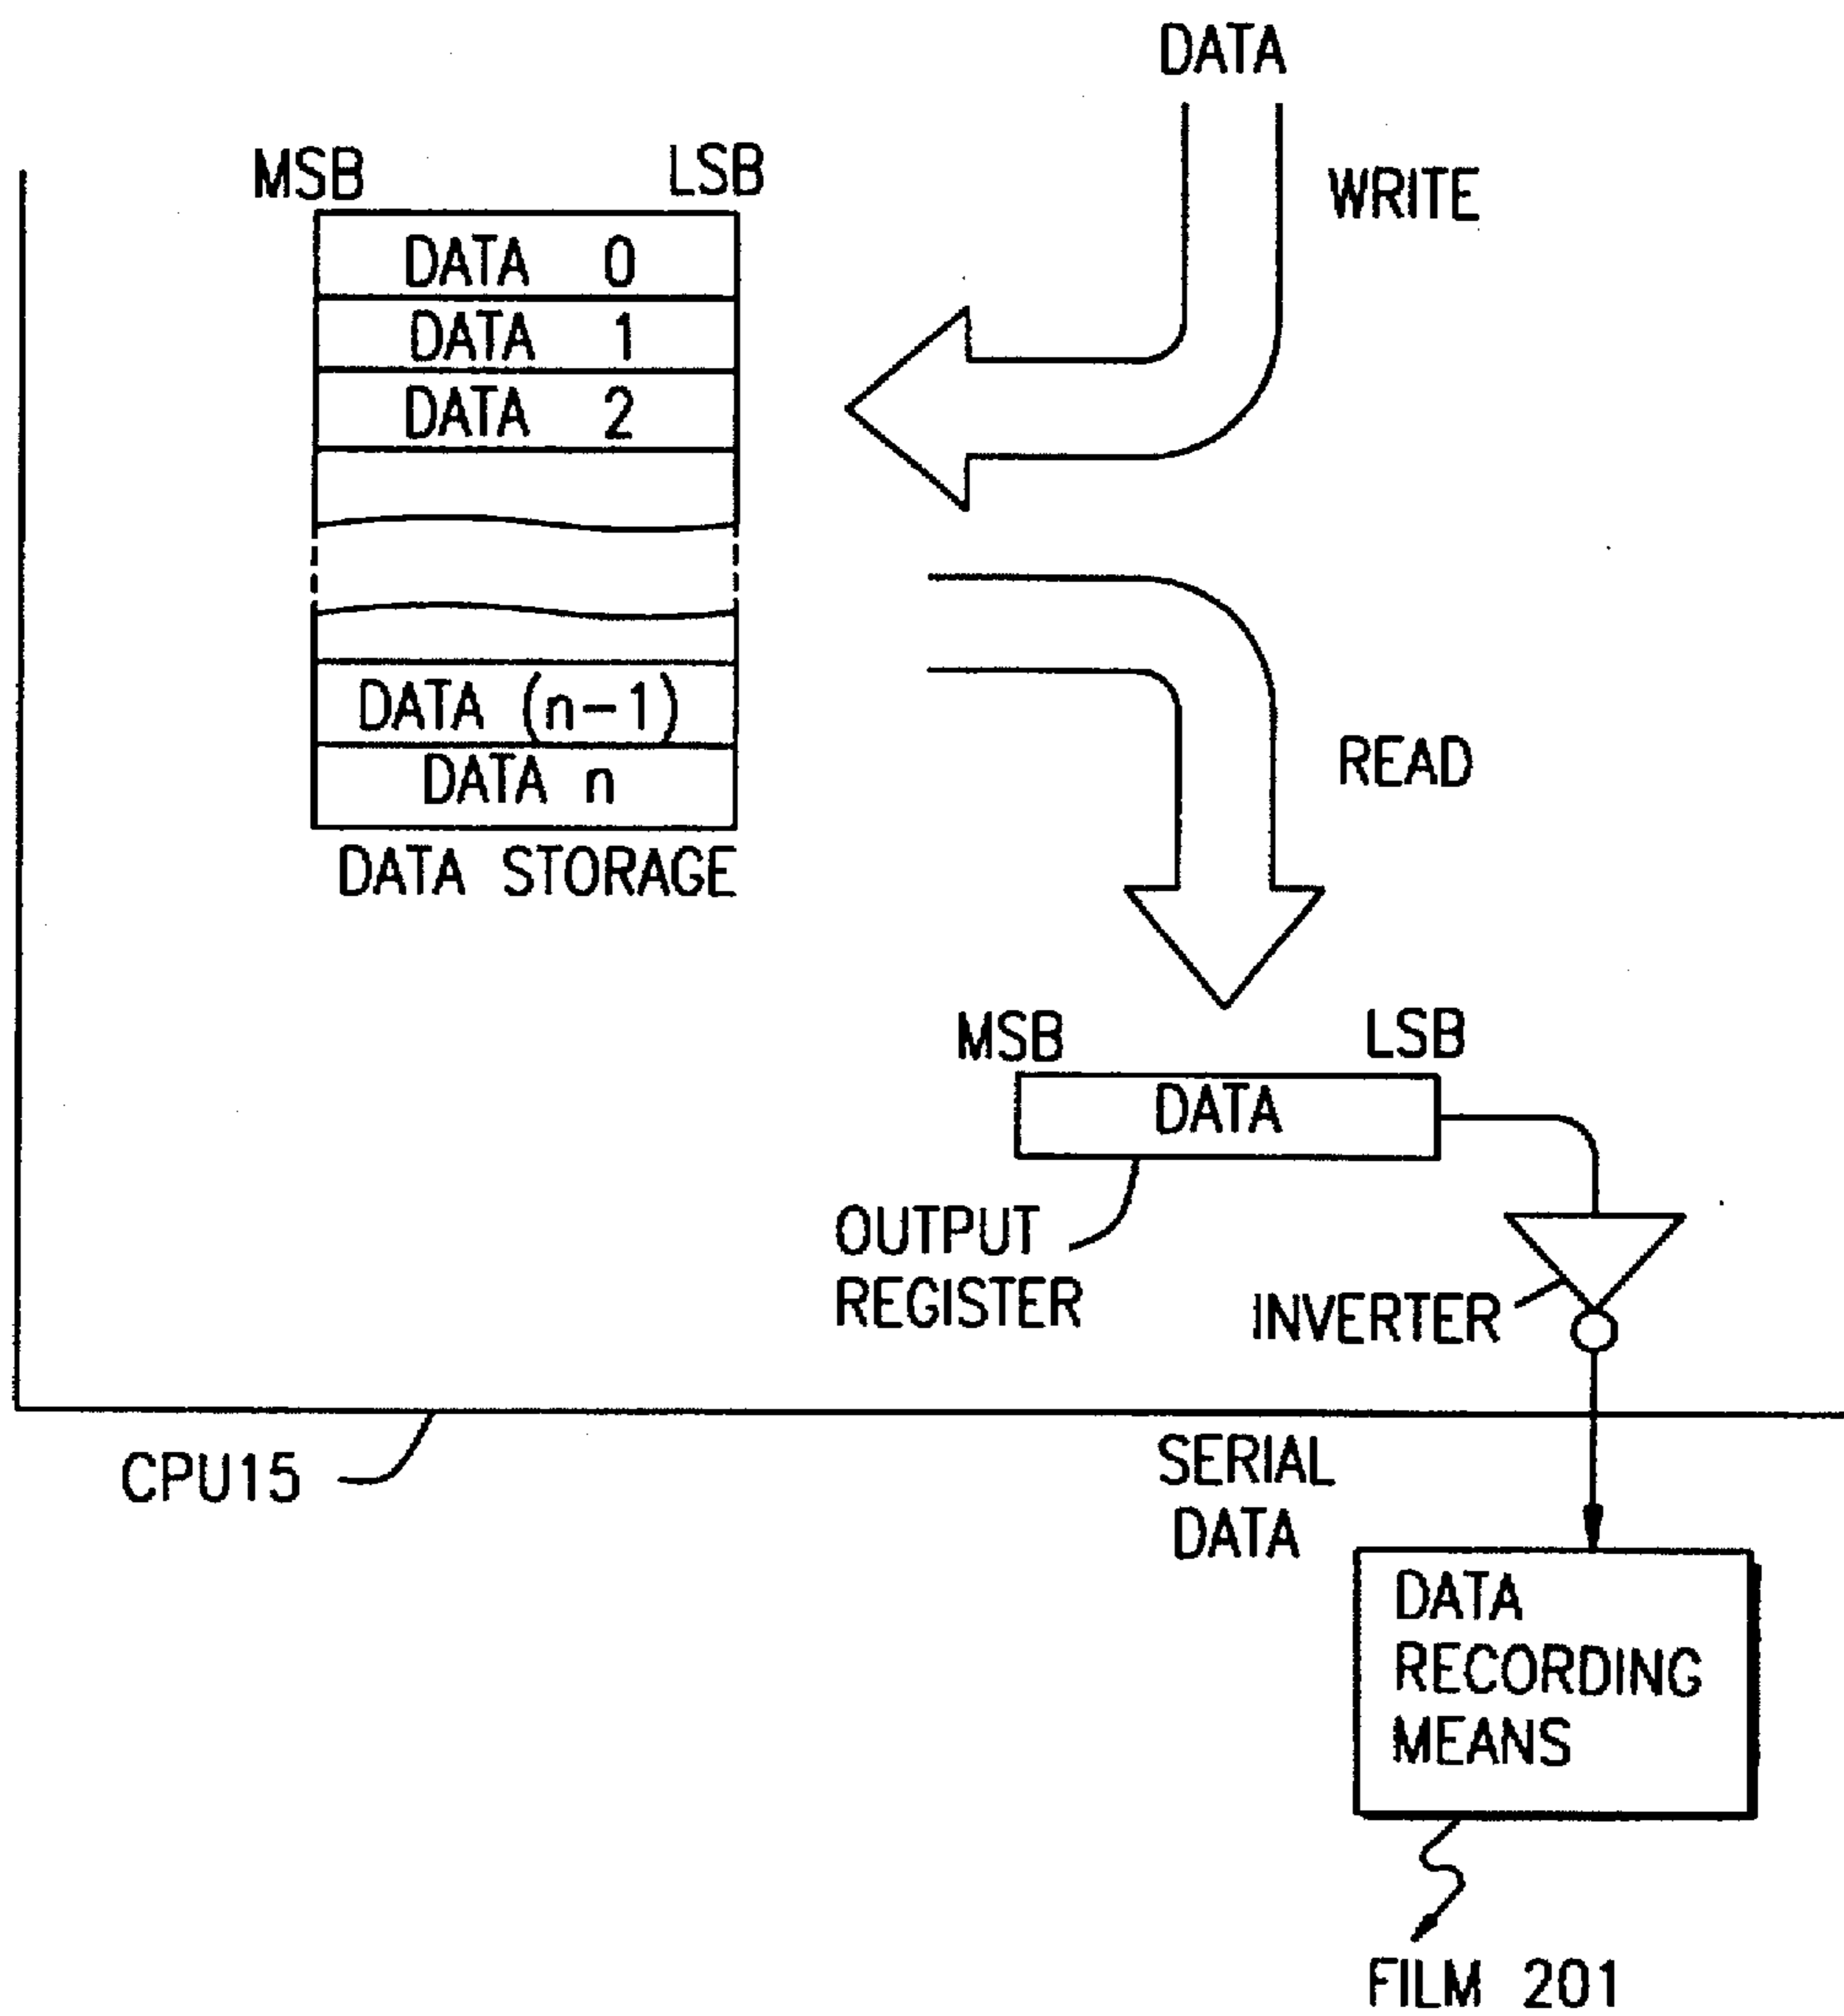 DATA
WRITE
MSB LSB
DATA 0
DATA 1
DATA 2
DATA (n-1)
DATA n
DATA STORAGE
READ
MSB LSB
DATA
OUTPUT
REGISTER
INVERTER
CPU15
SERIAL
DATA
DATA
RECORDING
MEANS
FILM 201